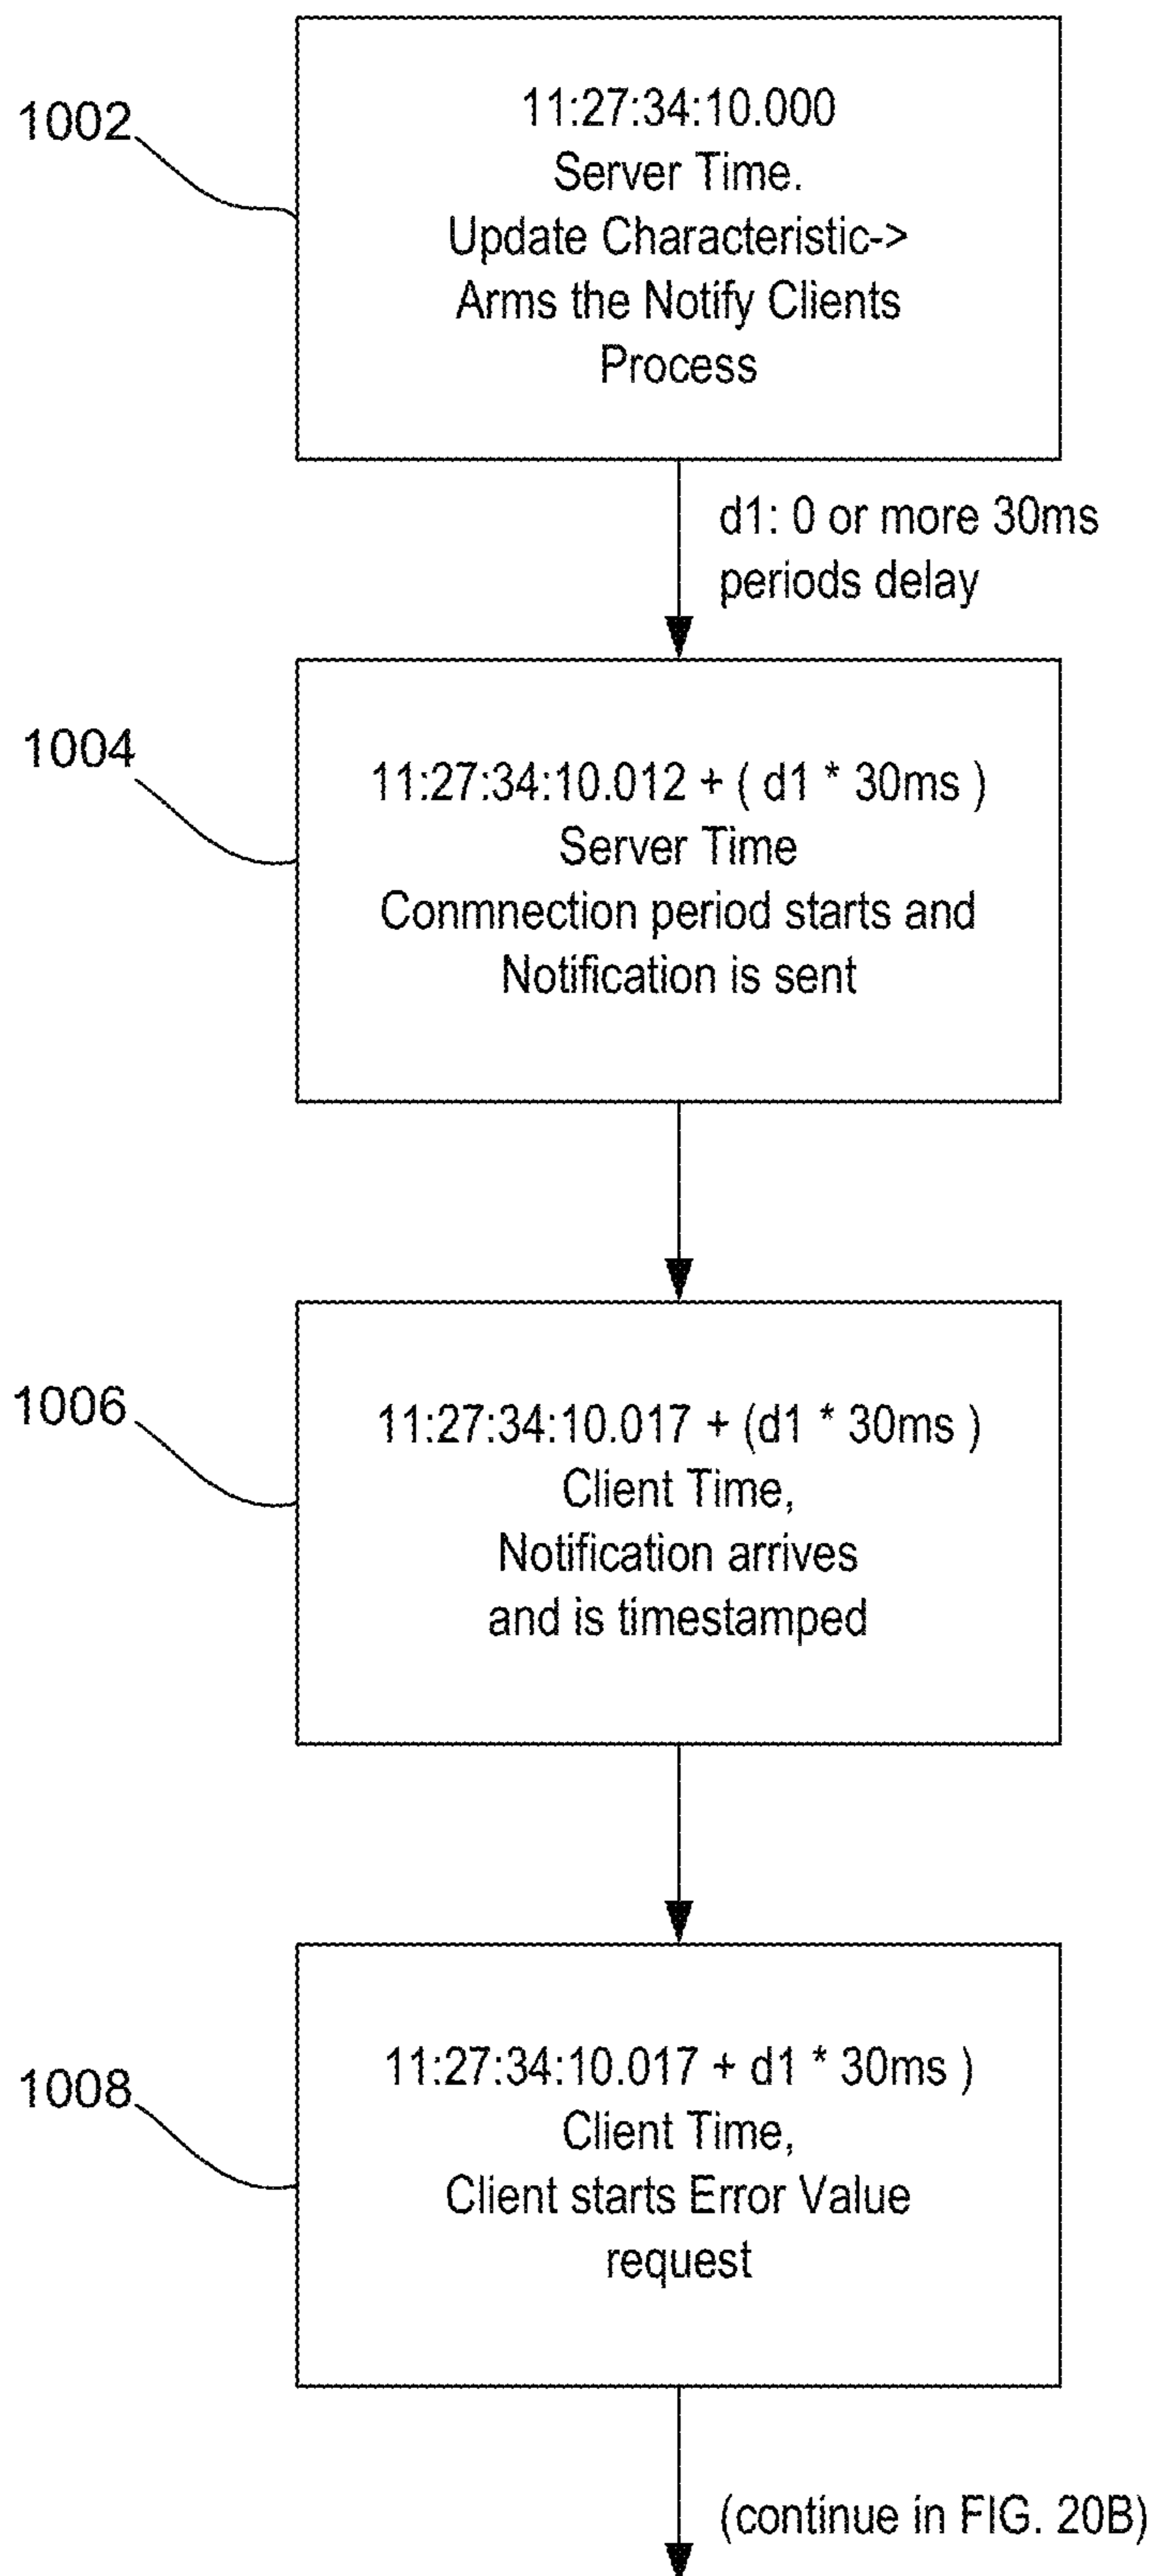 1002
11:27:34:10.000
Server Time.
Update Characteristic->
Arms the Notify Clients
Process
d1: 0 or more 30ms
periods delay
1004
11:27:34:10.012 + ( d1 * 30ms )
Server Time
Conmnection period starts and
Notification is sent
1006
11:27:34:10.017 + (d1 * 30ms )
Client Time,
Notification arrives
and is timestamped
1008
11:27:34:10.017 + d1 * 30ms )
Client Time,
Client starts Error Value
request
(continue in FIG. 20B)